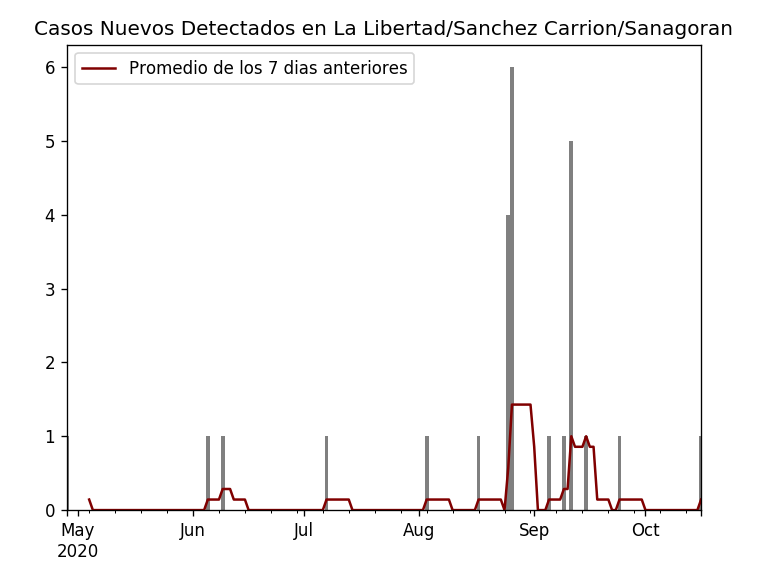 Casos Nuevos Detectados en La Libertad/Sanchez Carrion/Sanagoran
Promedio de los 7 dias anteriores
6
5
4
3
2
1
0
May Jun Jul Aug Sep Oct
2020